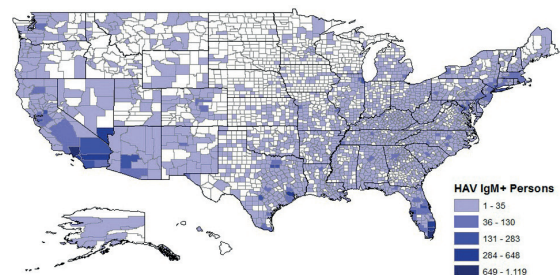 HAV IgM+ Persons
1 - 35
36 - 130
131 - 283
284 - 648
649 - 1,119